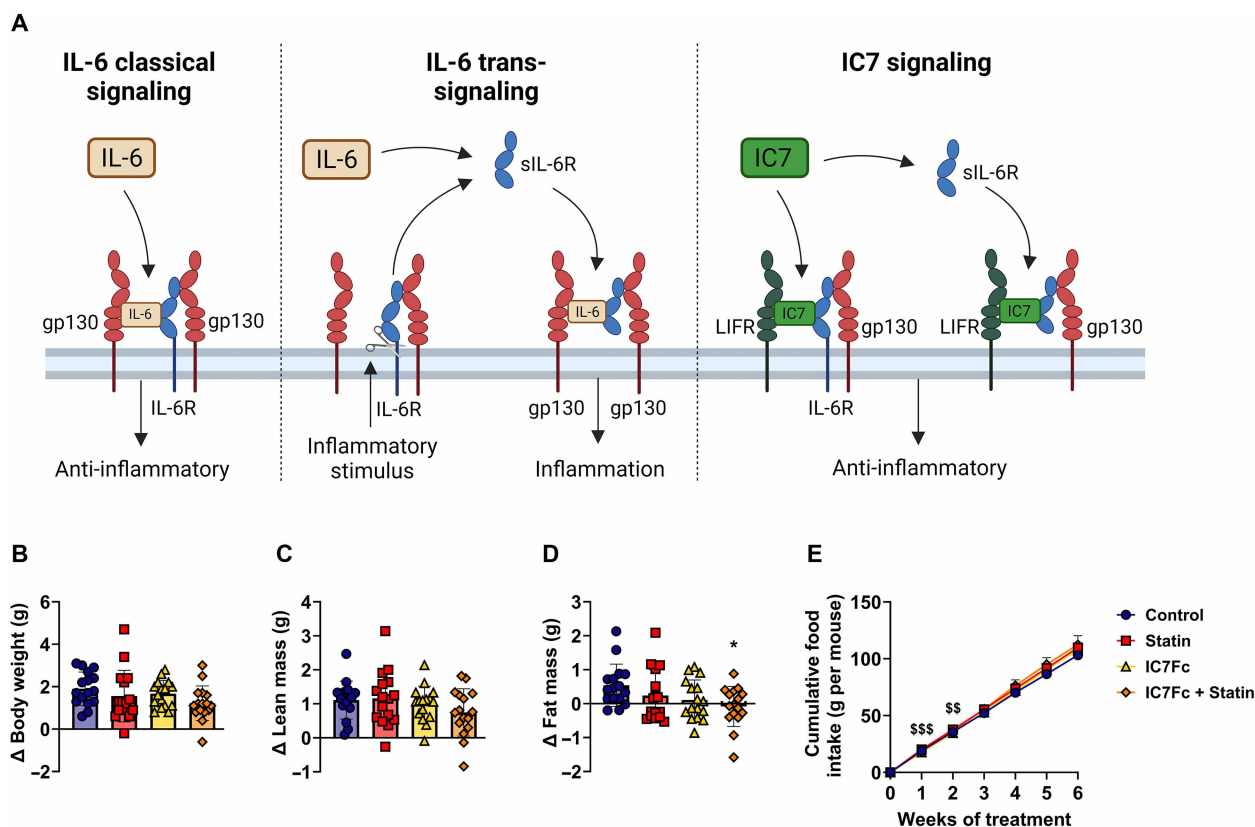 A
IL-6 classical
signaling
IL-6 trans-
signaling
IC7 signaling
IL-6
IL-6
sIL-6R
IC7
sIL-6R
gp130
IL-6
gp130
IL-6
LIFR
IC7
gp130
LIFR
IC7
gp130
IL-6R
IL-6R
gp130
gp130
IL-6R
Anti-inflammatory
Inflammatory
stimulus
Inflammation
Anti-inflammatory
B
Δ Body weight (g)
6
4
2
0
−2
C
Δ Lean mass (g)
4
3
2
1
0
−1
D
Δ Fat mass (g)
3
2
1
0
−1
−2
*
E
Cumulative food
intake (g per mouse)
150
100
50
0
$$$
$$
0 1 2 3 4 5 6
Weeks of treatment
Control
Statin
IC7Fc
IC7Fc + Statin